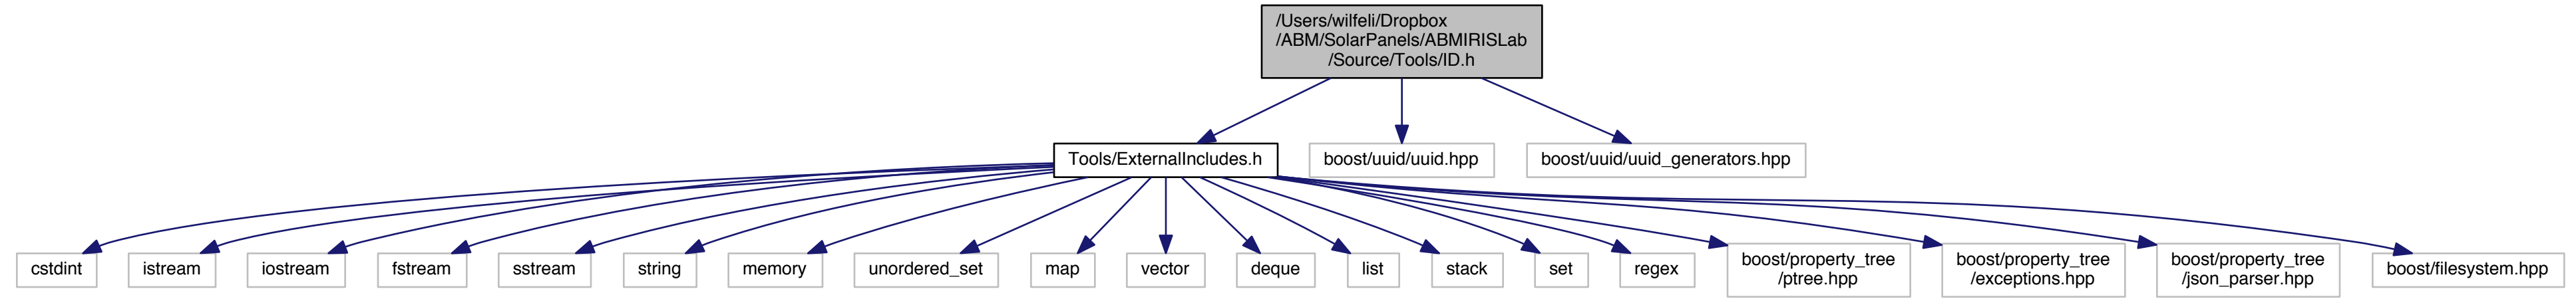 /Users/wilfeli/Dropbox
/ABM/SolarPanels/ABMIRISLab
/Source/Tools/ID.h
Tools/ExternalIncludes.h
boost/uuid/uuid.hpp
boost/uuid/uuid_generators.hpp
cstdint
istream
iostream
fstream
sstream
string
memory
unordered_set
map
vector
deque
list
stack
set
regex
boost/property_tree
/ptree.hpp
boost/property_tree
/exceptions.hpp
boost/property_tree
/json_parser.hpp
boost/filesystem.hpp